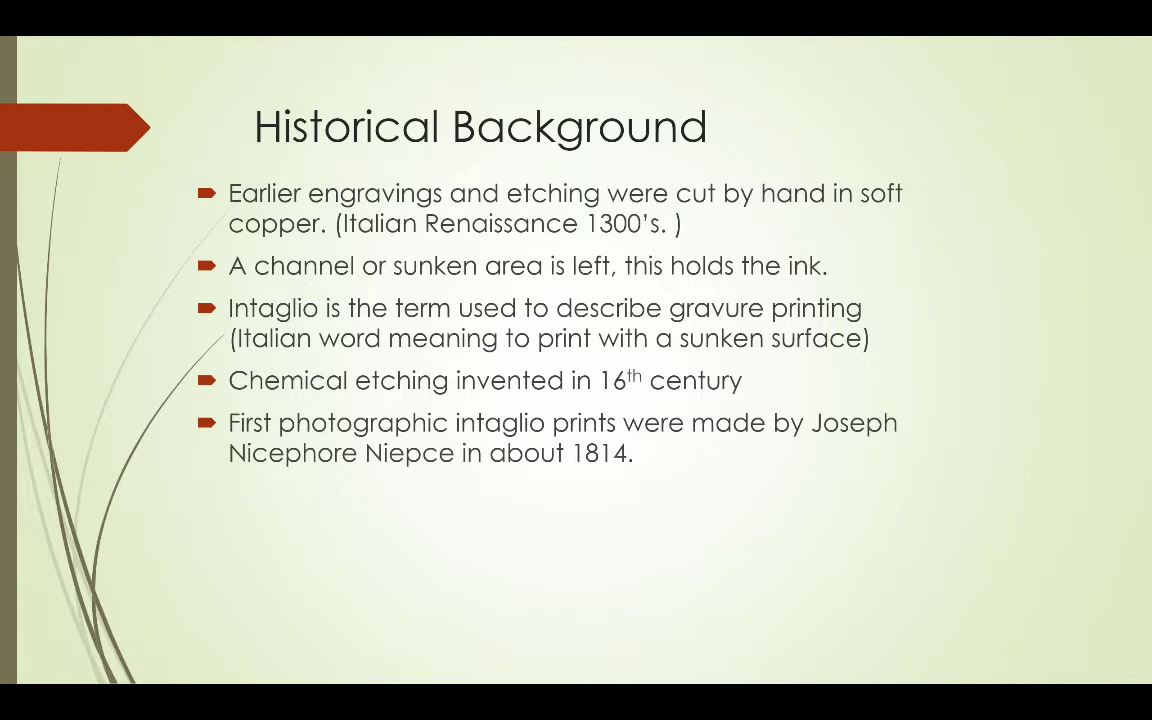 Historical Background
Earlier engravings and etching were cut by hand in soft
copper. (Italian Renaissance 1300's. )
A channel or sunken area is left, this holds the ink.
Intaglio is the term used to describe gravure printing
(Italian word meaning to print with a sunken surface)
Chemical etching invented in 16th century
First photographic intaglio prints were made by Joseph
Nicephore Niepce in about 1814.